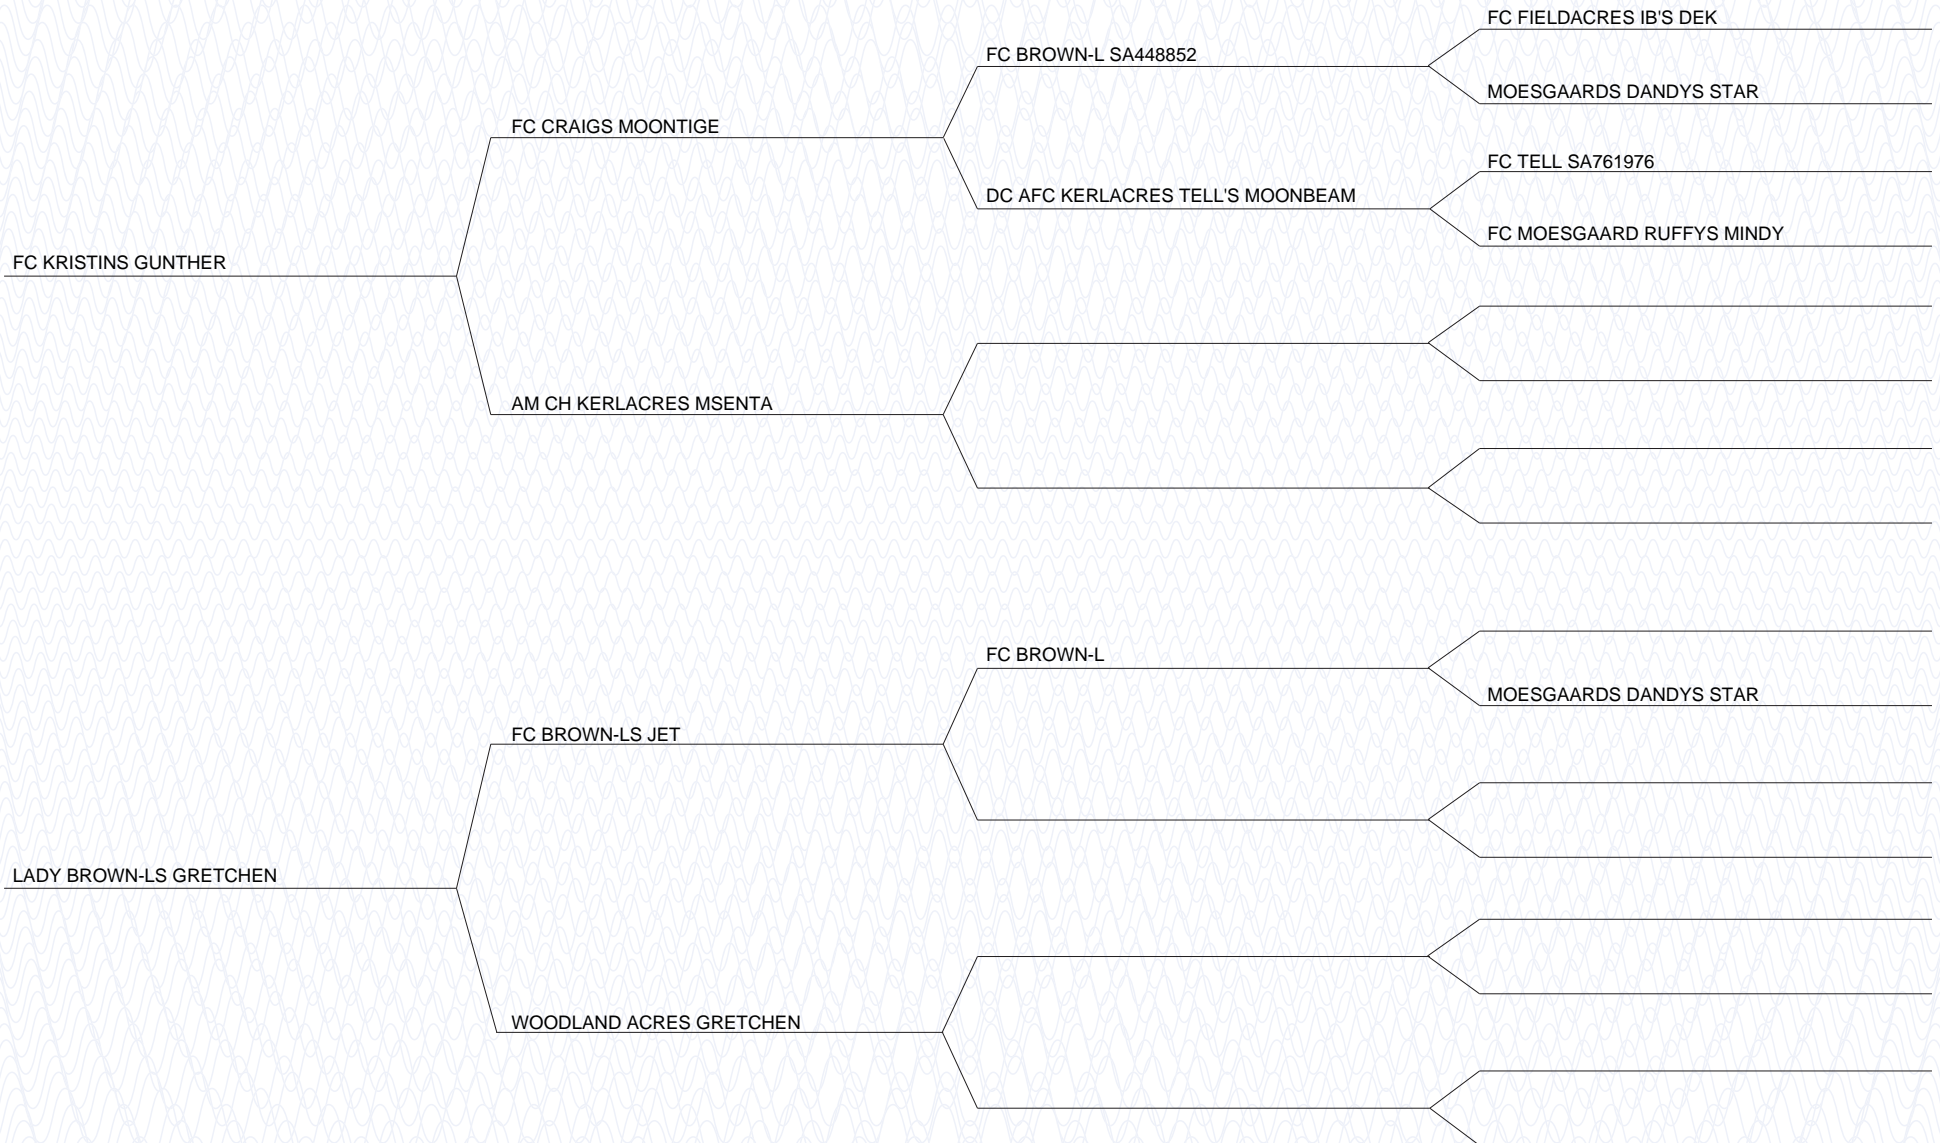 FC FIELDACRES IB'S DEK
FC BROWN-L SA448852
MOESGAARDS DANDYS STAR
FC CRAIGS MOONTIGE
FC TELL SA761976
DC AFC KERLACRES TELL'S MOONBEAM
FC MOESGAARD RUFFYS MINDY
FC KRISTINS GUNTHER
AM CH KERLACRES MSENTA
FC BROWN-L
MOESGAARDS DANDYS STAR
FC BROWN-LS JET
LADY BROWN-LS GRETCHEN
WOODLAND ACRES GRETCHEN